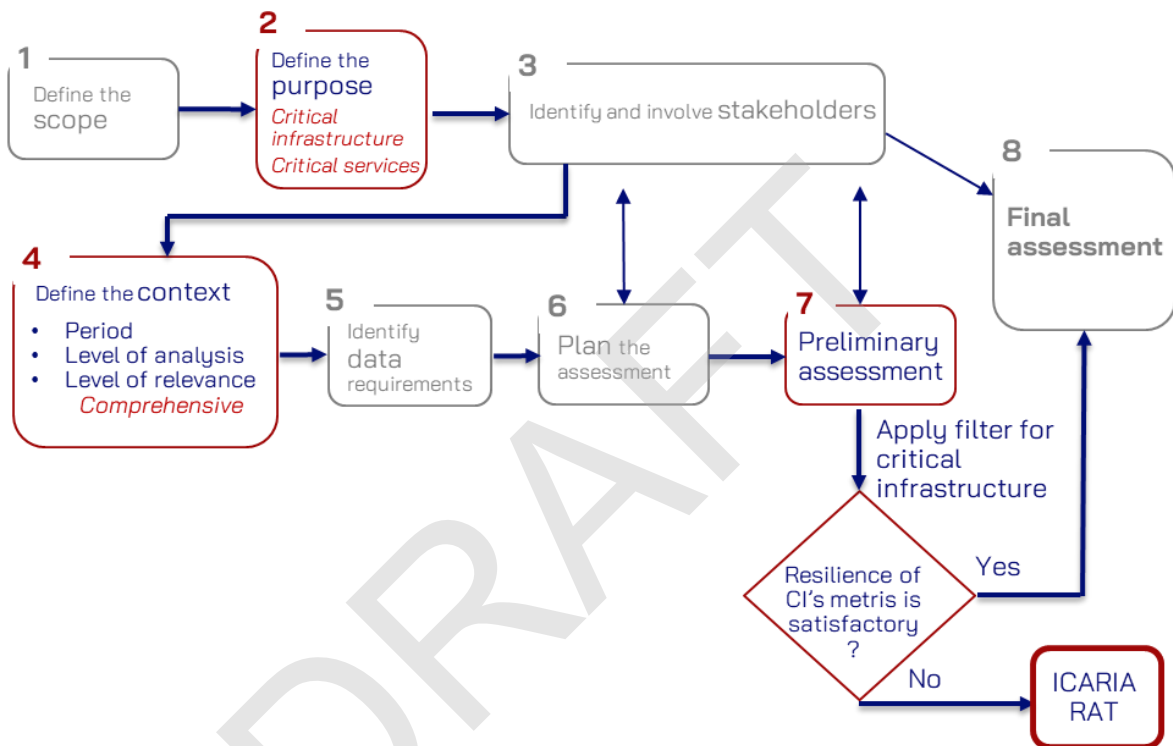 1
Define the
scope
2
Define the
purpose
Critical
infrastructure
Critical services
3
Identify and involve stakeholders
4
Define the context
• Period
• Level of analysis
• Level of relevance
Comprehensive
5
Identify
data
requirements
6
Plan the
assessment
7
Preliminary
assessment
8
Final
assessment
Apply filter for
critical
infrastructure
Resilience of
CI's metris is
satisfactory
?
Yes
No
ICARIA
RAT
DRAFT